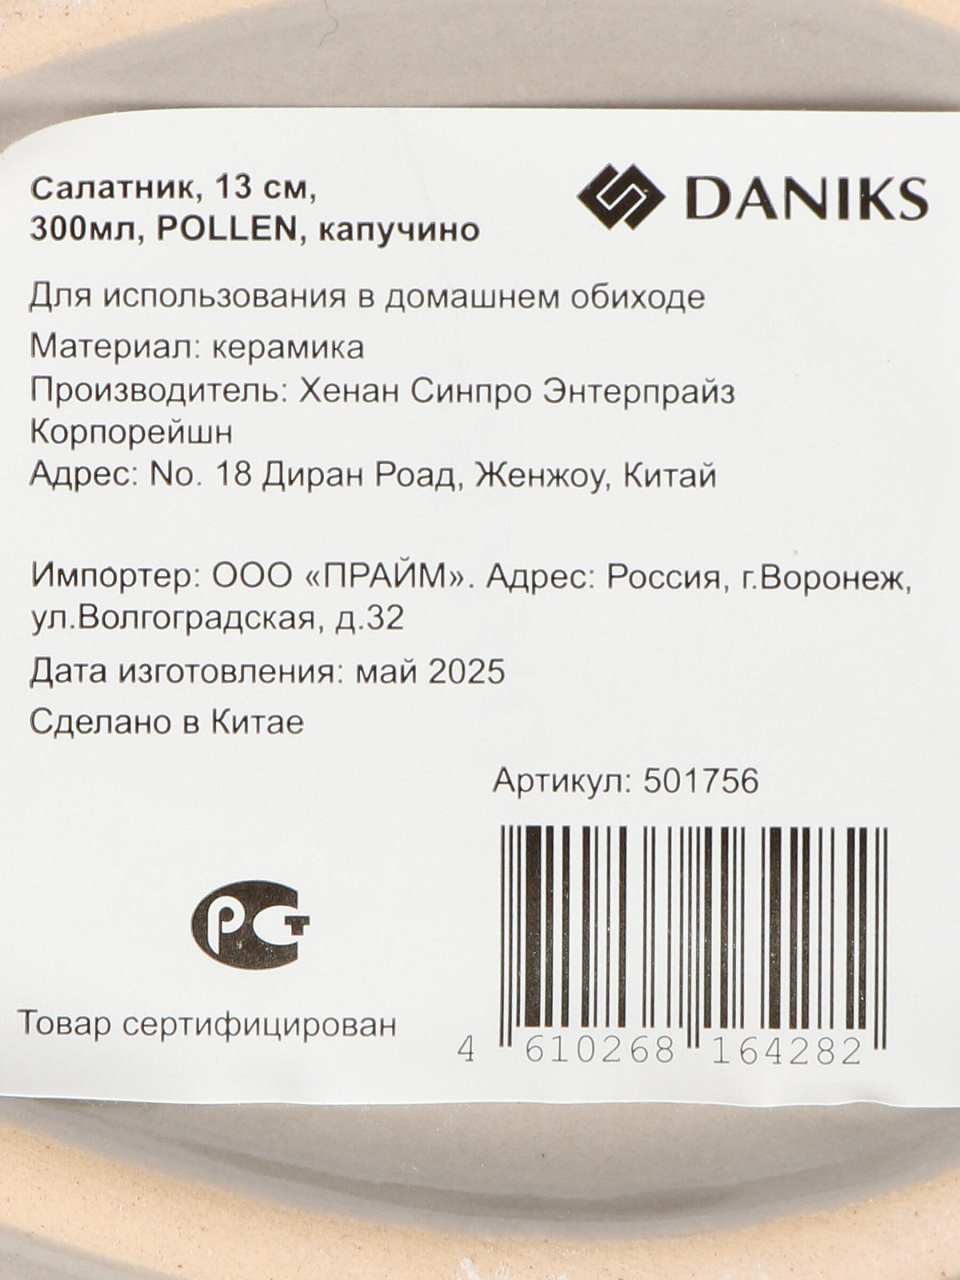 Салатник, 13 см,
300мл, POLLEN, капучино
DANIKS
Для использования в домашнем обиходе
Материал: керамика
Производитель: Хенан Синпро Энтерпрайз
Корпорейшн
Адрес: No. 18 Диран Роад, Женжоу, Китай
Импортер: ООО «ПРАЙМ». Адрес: Россия, г.Воронеж,
ул.Волгоградская, д.32
Дата изготовления: май 2025
Сделано в Китае
Артикул: 501756
РСТ
Товар сертифицирован
4 610268 164282